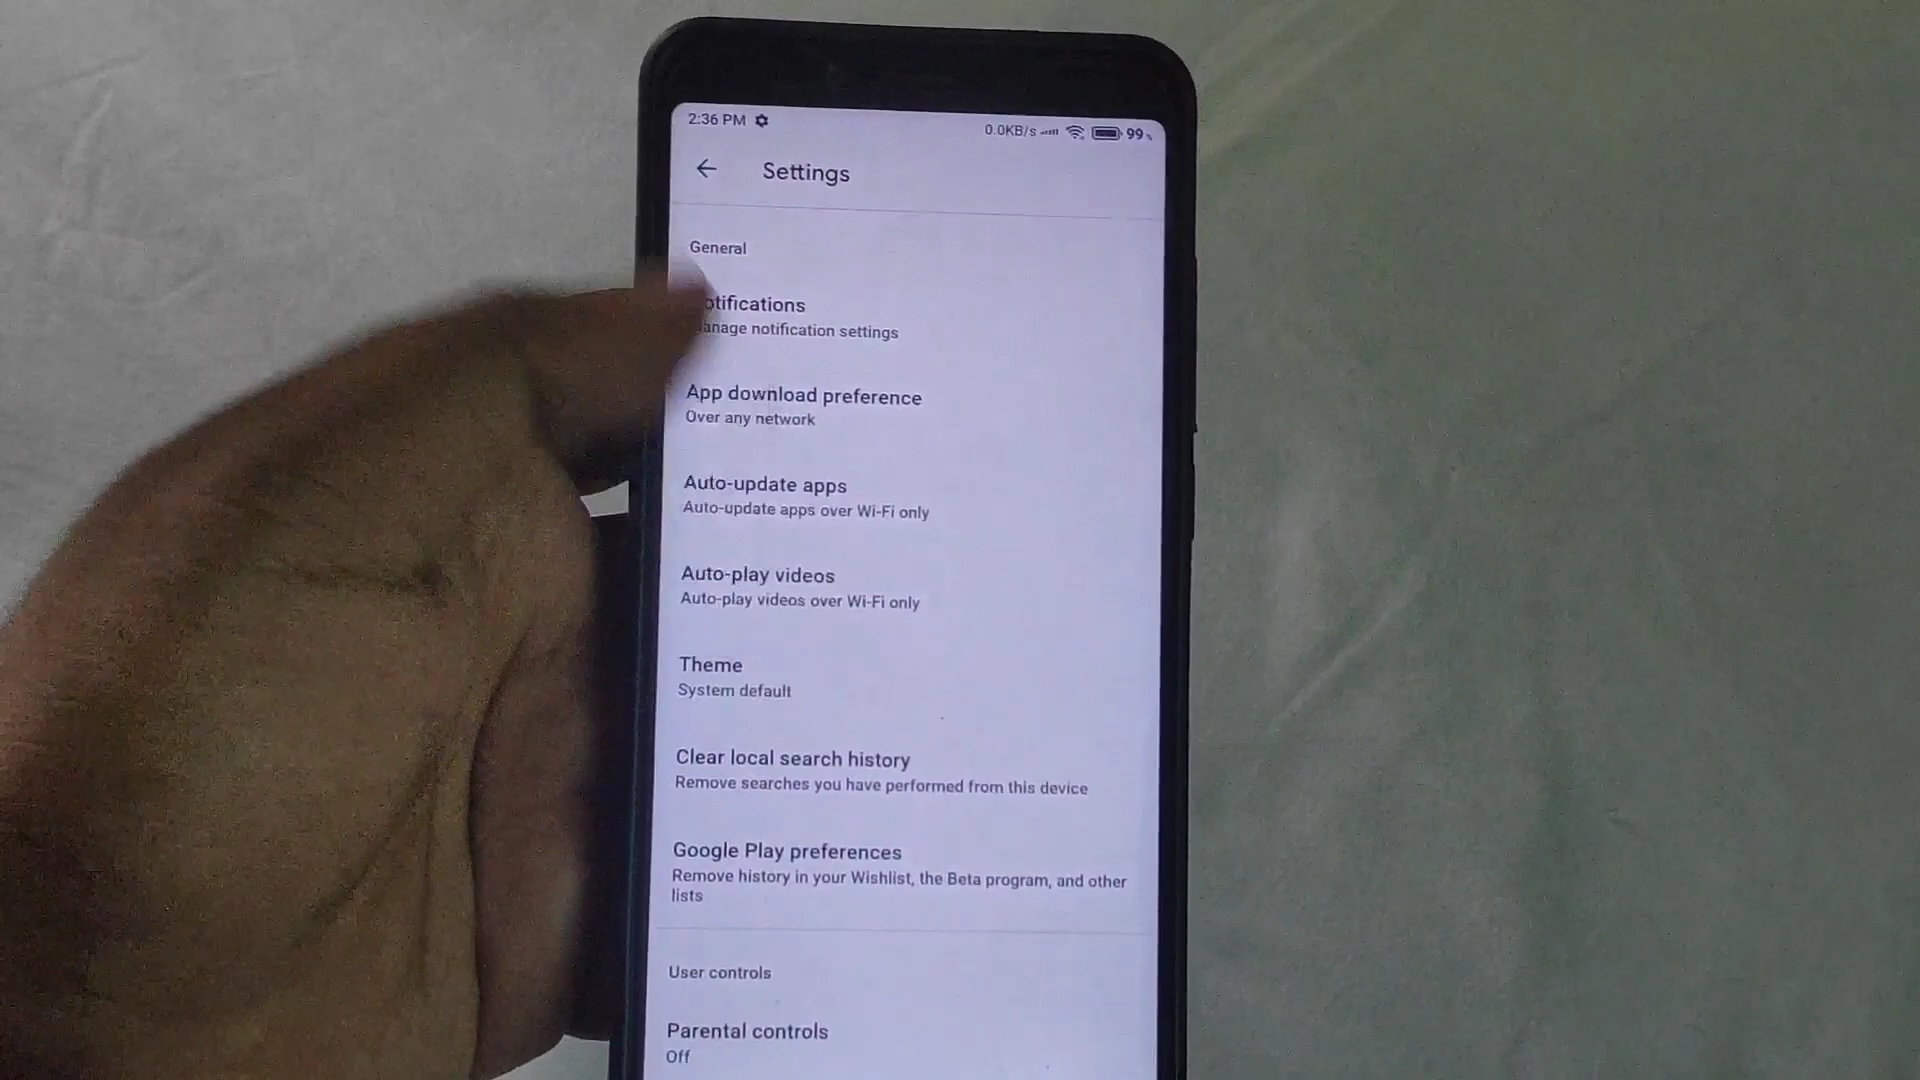 2:36 PM
0.0KB/s 99%
Settings
General
otifications
anage notification settings
App download preference
Over any network
Auto-update apps
Auto-update apps over Wi-Fi only
Auto-play videos
Auto-play videos over Wi-Fi only
Theme
System default
Clear local search history
Remove searches you have performed from this device
Google Play preferences
Remove history in your Wishlist, the Beta program, and other
lists
User controls
Parental controls
Off